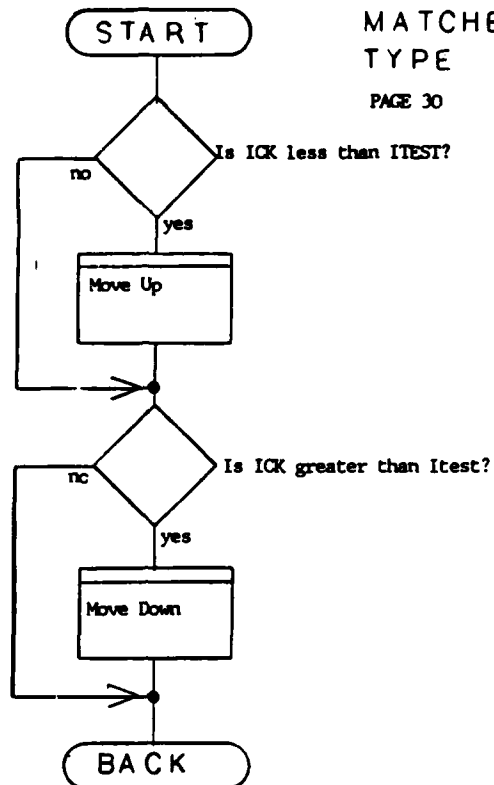 START
MATCHE
TYPE
PAGE 30
Is ICK less than ITEST?
no
yes
Move Up
Is ICK greater than Itest?
nc
yes
Move Down
BACK